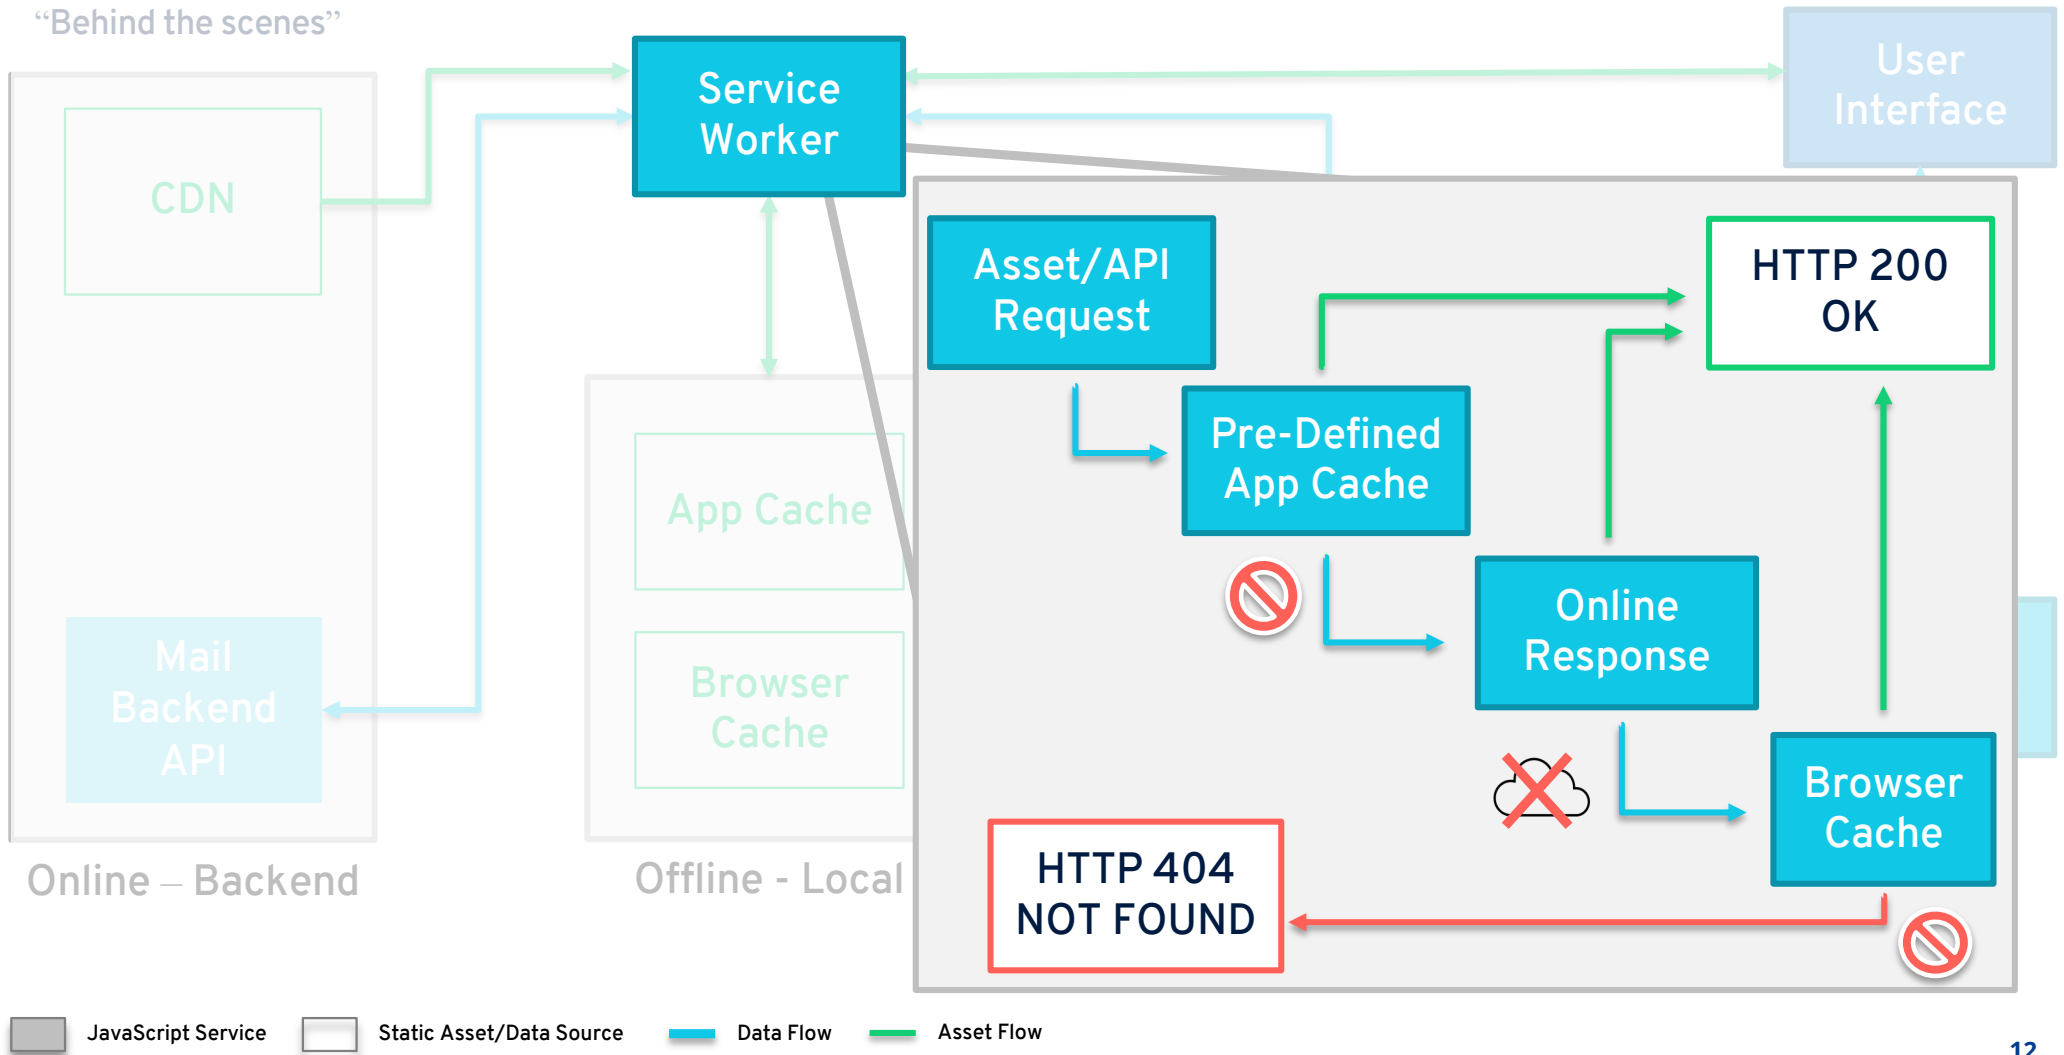 “Behind the scenes”
Service
Worker
User
Interface
CDN
Asset/API
Request
HTTP 200
OK
Pre-Defined
App Cache
App Cache
Online
Response
Mail
Backend
API
Browser
Cache
Browser
Cache
HTTP 404
NOT FOUND
Online – Backend
Offline - Local
JavaScript Service
Static Asset/Data Source
Data Flow
Asset Flow
12